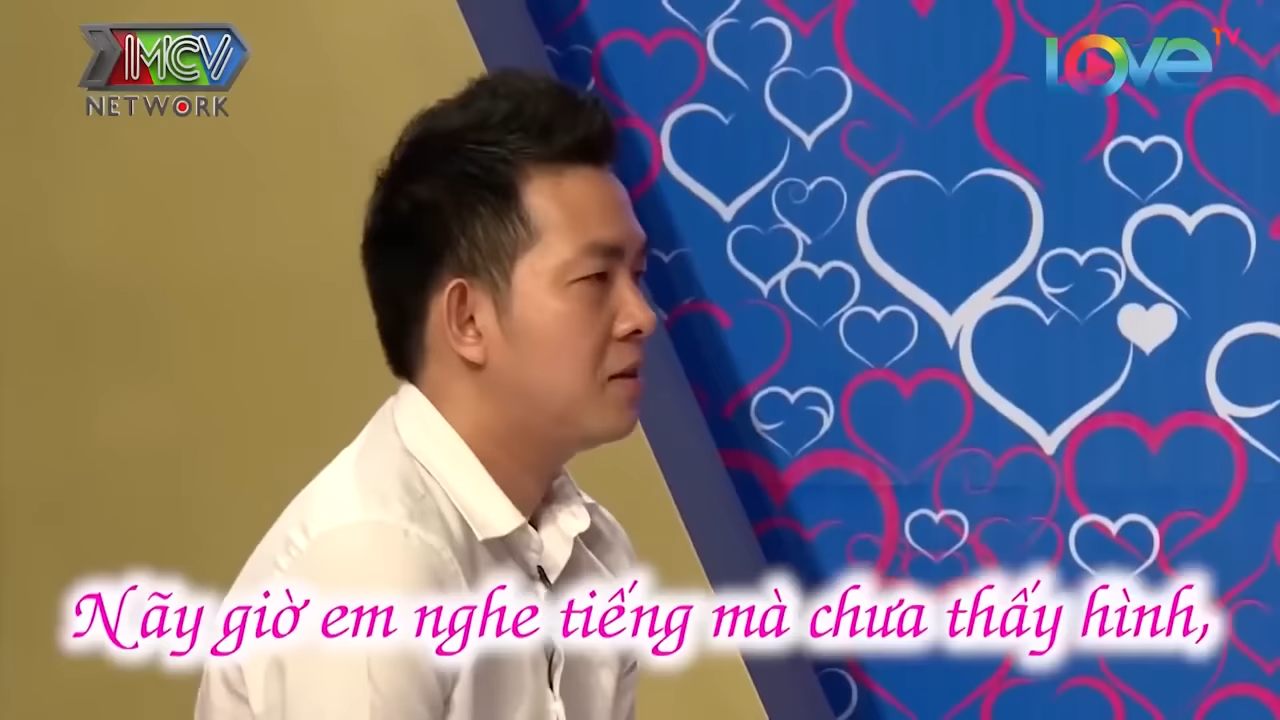 MCV
NETWORK
LOVE TV
Nãy giờ em nghe tiếng mà chưa thấy hình,